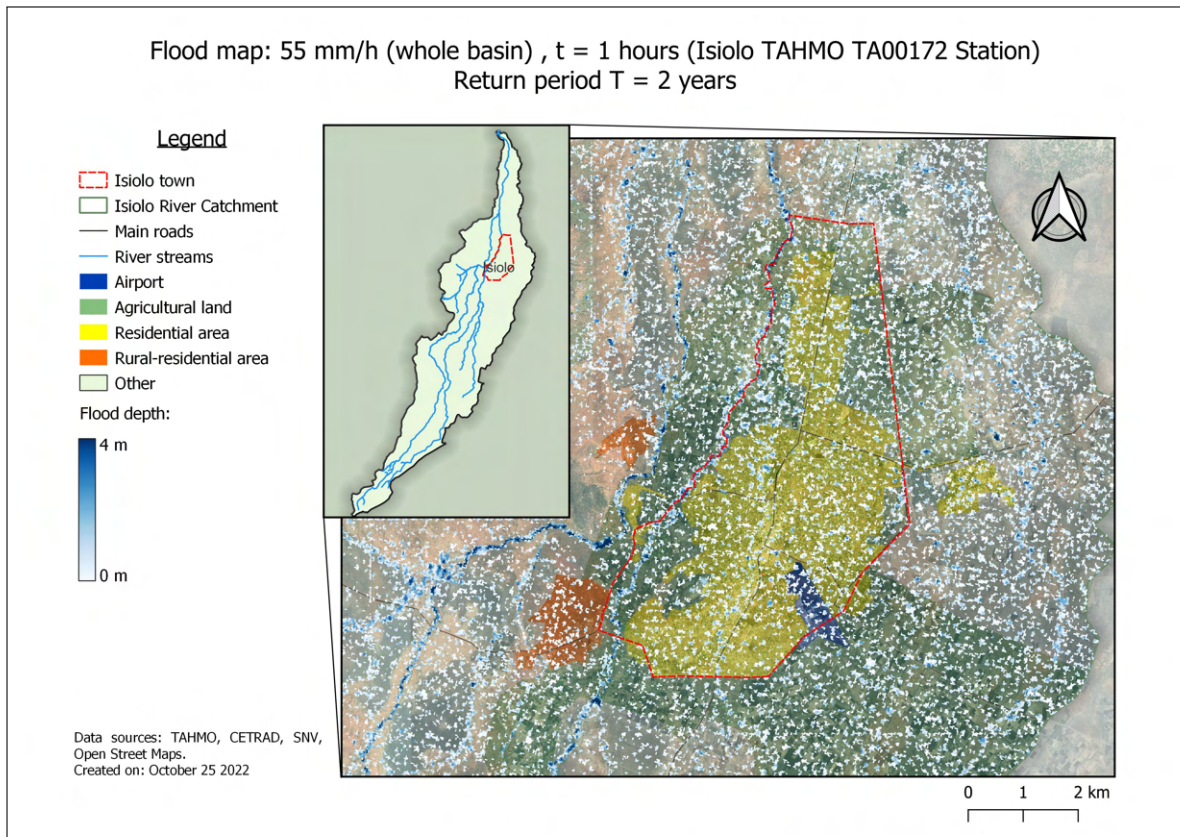 Flood map: 55 mm/h (whole basin) , t = 1 hours (Isiolo TAHMO TA00172 Station)
Return period T = 2 years
Legend
Isiolo town
Isiolo River Catchment
Main roads
River streams
Airport
Agricultural land
Residential area
Rural-residential area
Other
Flood depth:
4 m
0 m
siolo
Data sources: TAHMO, CETRAD, SNV,
Open Street Maps.
Created on: October 25 2022
0 1 2 km